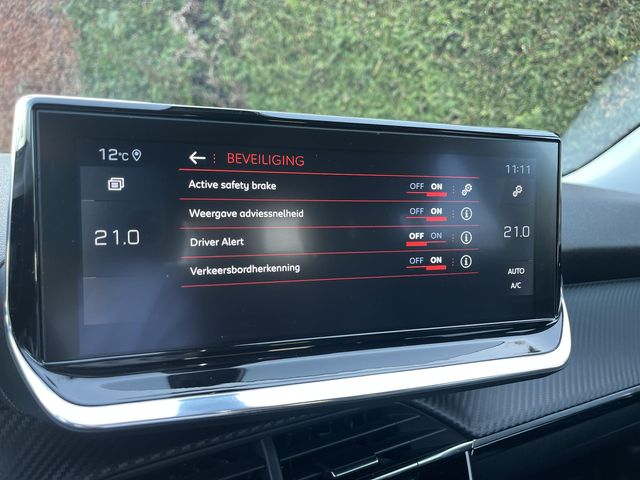 12°C
BEVEILIGING
11:11
Active safety brake OFF ON
Weergave adviessnelheid OFF ON
21.0
Driver Alert OFF ON
21.0
Verkeersbordherkenning OFF ON
AUTO
A/C